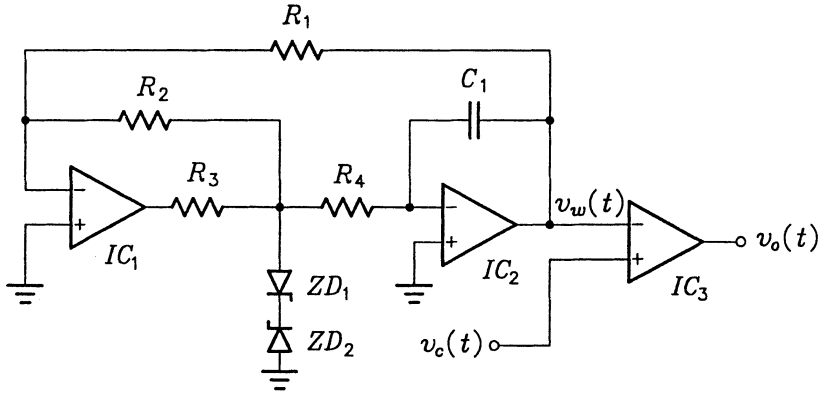 R1
R2
C1
R3
R4
−
+
IC1
−
+
IC2
vw(t)
−
+
IC3
vo(t)
ZD1
ZD2
vc(t)